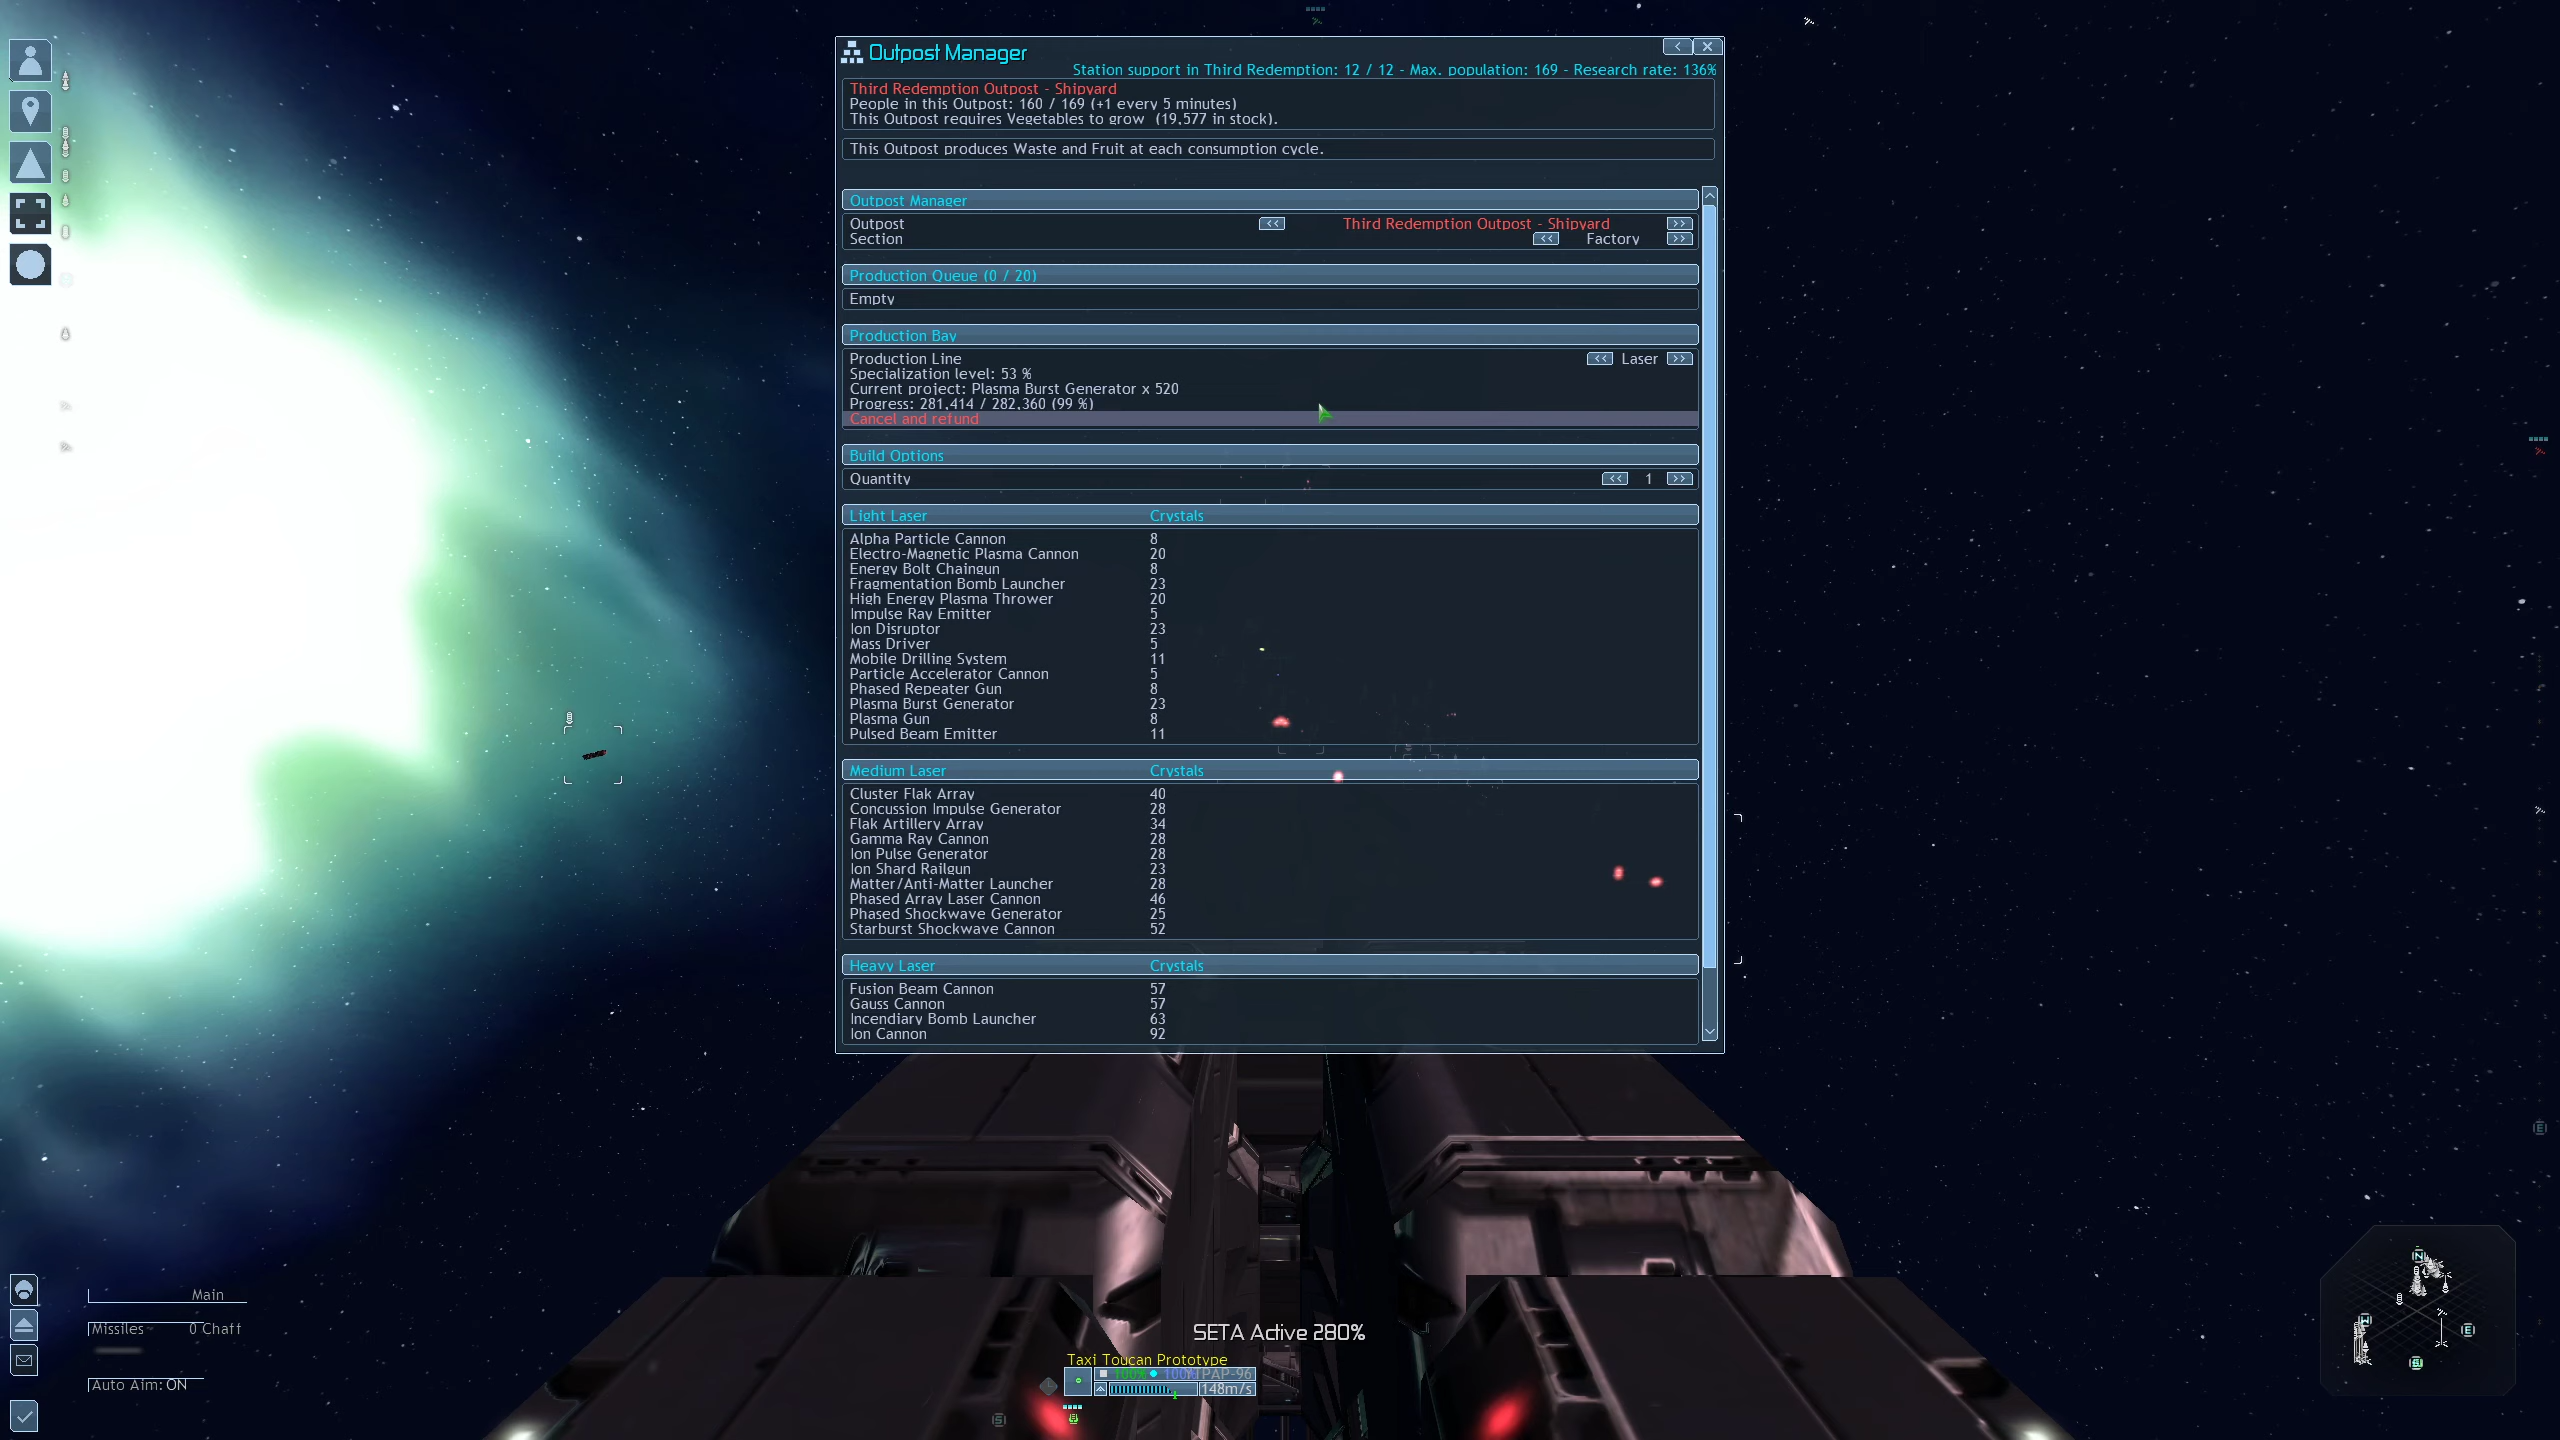 Outpost Manager
Station support in Third Redemption: 12 / 12 - Max. population: 169 - Research rate: 136%
Third Redemption Outpost - Shipyard
People in this Outpost: 160 / 169 (+1 every 5 minutes)
This Outpost requires Vegetables to grow (19,577 in stock).
This Outpost produces Waste and Fruit at each consumption cycle.
Outpost Manager
Outpost << Third Redemption Outpost - Shipyard >>
Section << Factory >>
Production Queue (0 / 20)
Empty
Production Bay
Production Line << Laser >>
Specialization level: 53 %
Current project: Plasma Burst Generator x 520
Progress: 281,414 / 282,360 (99 %)
Cancel and refund
Build Options
Quantity << 1 >>
Light Laser Crystals
Alpha Particle Cannon 8
Electro-Magnetic Plasma Cannon 20
Energy Bolt Chaingun 8
Fragmentation Bomb Launcher 23
High Energy Plasma Thrower 20
Impulse Ray Emitter 5
Ion Disruptor 23
Mass Driver 5
Mobile Drilling System 11
Particle Accelerator Cannon 5
Phased Repeater Gun 8
Plasma Burst Generator 23
Plasma Gun 8
Pulsed Beam Emitter 11
Medium Laser Crystals
Cluster Flak Array 40
Concussion Impulse Generator 28
Flak Artillery Array 34
Gamma Ray Cannon 28
Ion Pulse Generator 28
Ion Shard Railgun 23
Matter/Anti-Matter Launcher 28
Phased Array Laser Cannon 46
Phased Shockwave Generator 25
Starburst Shockwave Cannon 52
Heavy Laser Crystals
Fusion Beam Cannon 57
Gauss Cannon 57
Incendiary Bomb Launcher 63
Ion Cannon 92
Main
Missiles 0 Chaff
Auto Aim: ON
SETA Active 280%
Taxi Toucan Prototype
100% 100% TPAP-96
148m/s
S
E
N
W
E
S